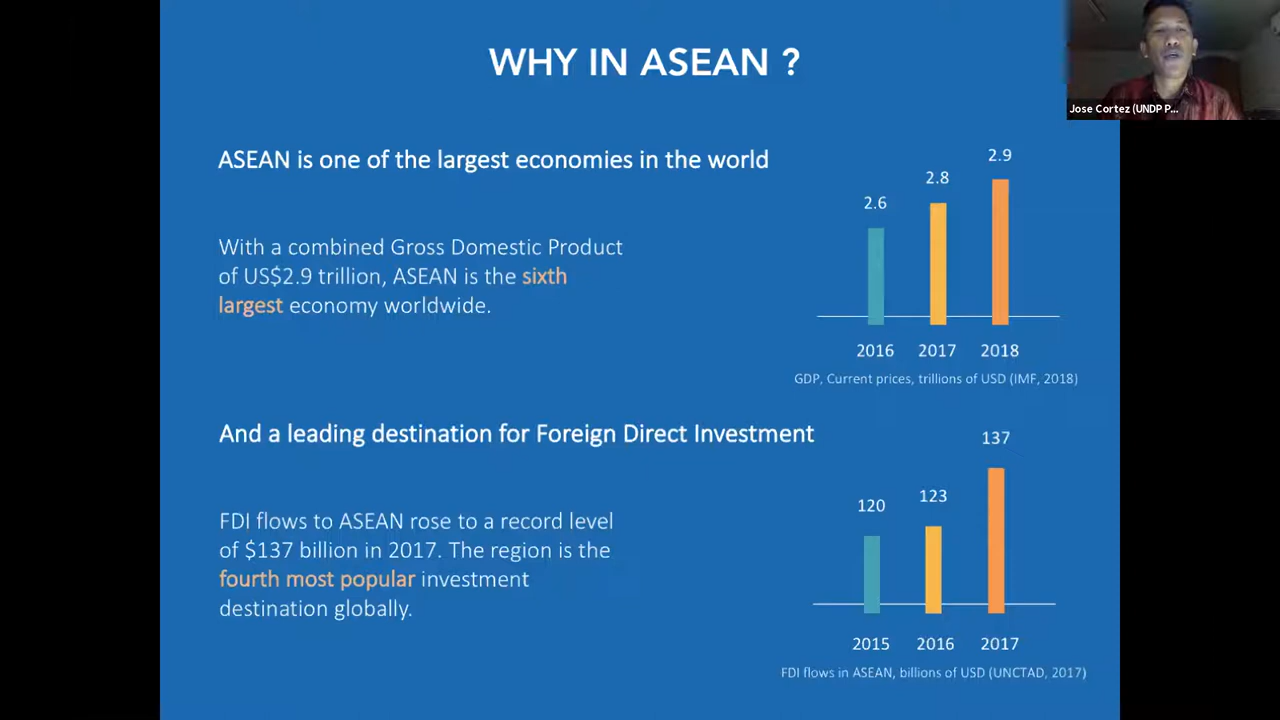 WHY IN ASEAN ?
Jose Cortez (UNDP P...
ASEAN is one of the largest economies in the world
With a combined Gross Domestic Product
of US$2.9 trillion, ASEAN is the sixth
largest economy worldwide.
2.6
2.8
2.9
2016
2017
2018
GDP, Current prices, trillions of USD (IMF, 2018)
And a leading destination for Foreign Direct Investment
FDI flows to ASEAN rose to a record level
of $137 billion in 2017. The region is the
fourth most popular investment
destination globally.
120
123
137
2015
2016
2017
FDI flows in ASEAN, billions of USD (UNCTAD, 2017)